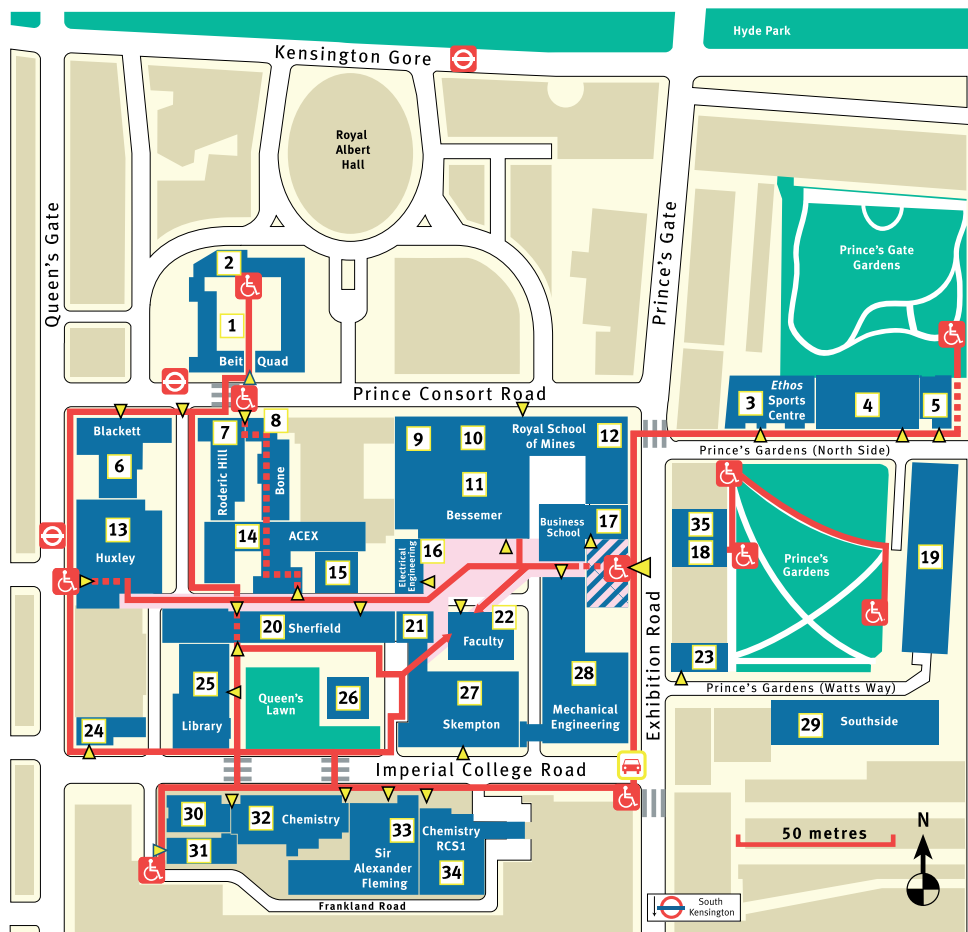 Hyde Park
Kensington Gore
Royal
Albert
Hall
Queen's Gate
Prince's Gate
Prince's Gate
Gardens
2
1
Beit Quad
Prince Consort Road
Ethos
Sports
Centre
3
4
5
Prince's Gardens (North Side)
Blackett
6
7
8
Roderic Hill
Bone
9
10
Royal School
of Mines
12
11
Bessemer
13
Huxley
14
ACEX
15
Electrical
Engineering
16
Business
School
17
35
18
Prince's
Gardens
19
20
Sherfield
21
22
Faculty
23
Prince's Gardens (Watts Way)
Exhibition Road
24
25
Library
Queen's
Lawn
26
27
Skempton
28
Mechanical
Engineering
29
Southside
Imperial College Road
30
31
32
Chemistry
33
Sir
Alexander
Fleming
Chemistry
RCS1
34
Frankland Road
50 metres
N
South
Kensington